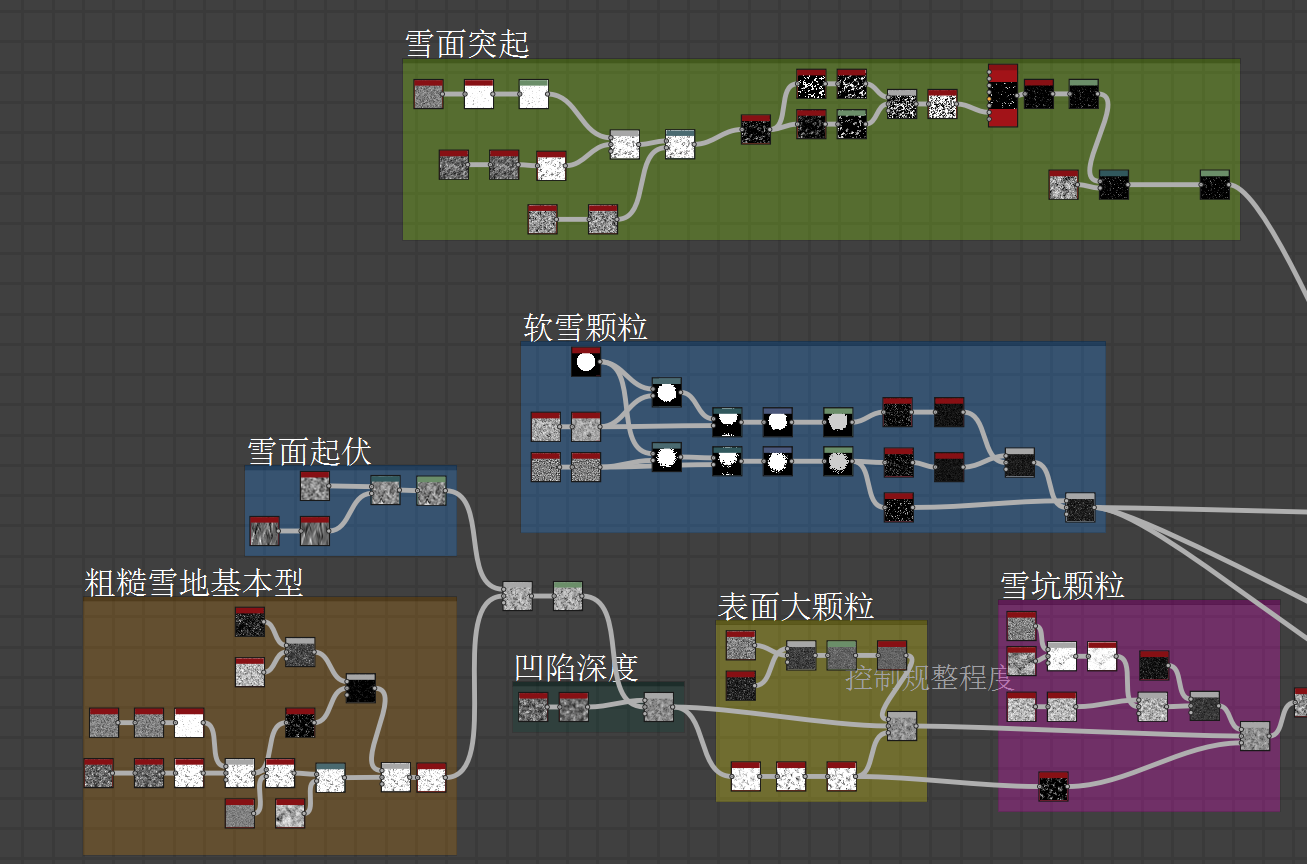 雪面突起
软雪颗粒
雪面起伏
粗糙雪地基本型
雪坑颗粒
表面大颗粒
凹陷深度
控制规整程度